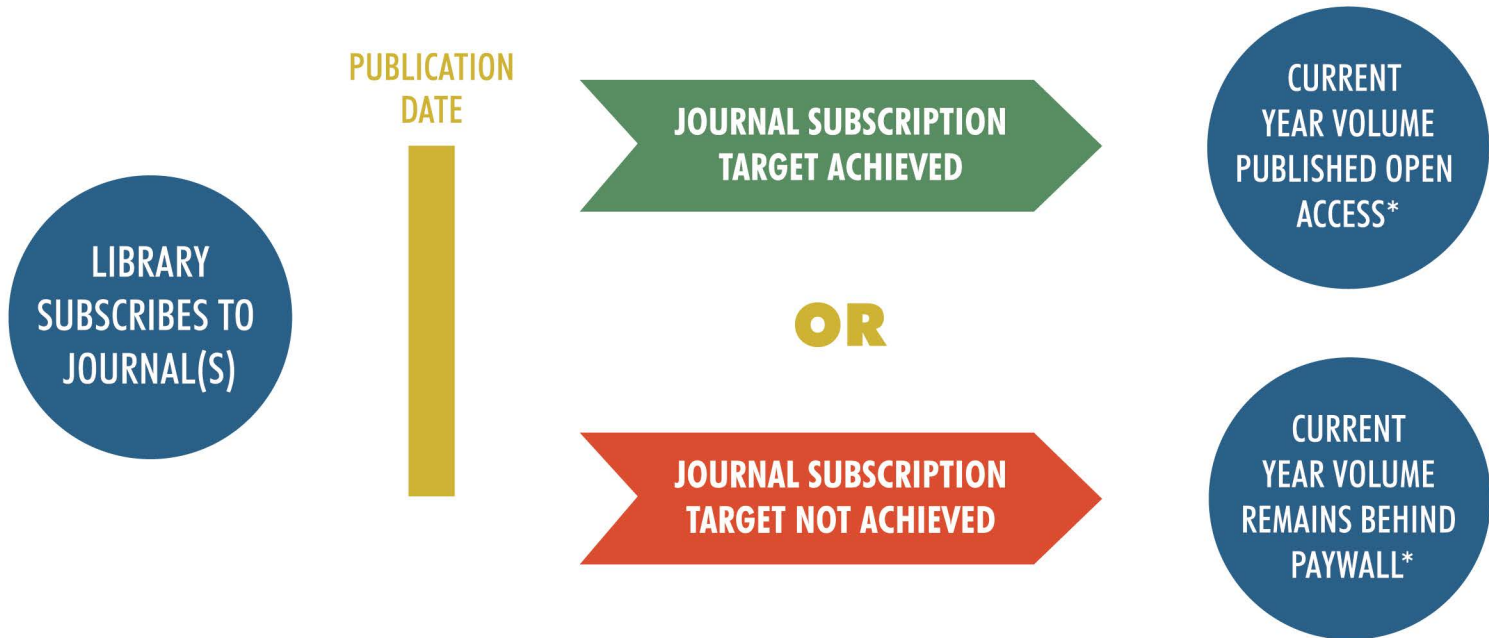 LIBRARY
SUBSCRIBES TO
JOURNAL(S)
PUBLICATION
DATE
JOURNAL SUBSCRIPTION
TARGET ACHIEVED
CURRENT
YEAR VOLUME
PUBLISHED OPEN
ACCESS*
OR
JOURNAL SUBSCRIPTION
TARGET NOT ACHIEVED
CURRENT
YEAR VOLUME
REMAINS BEHIND
PAYWALL*